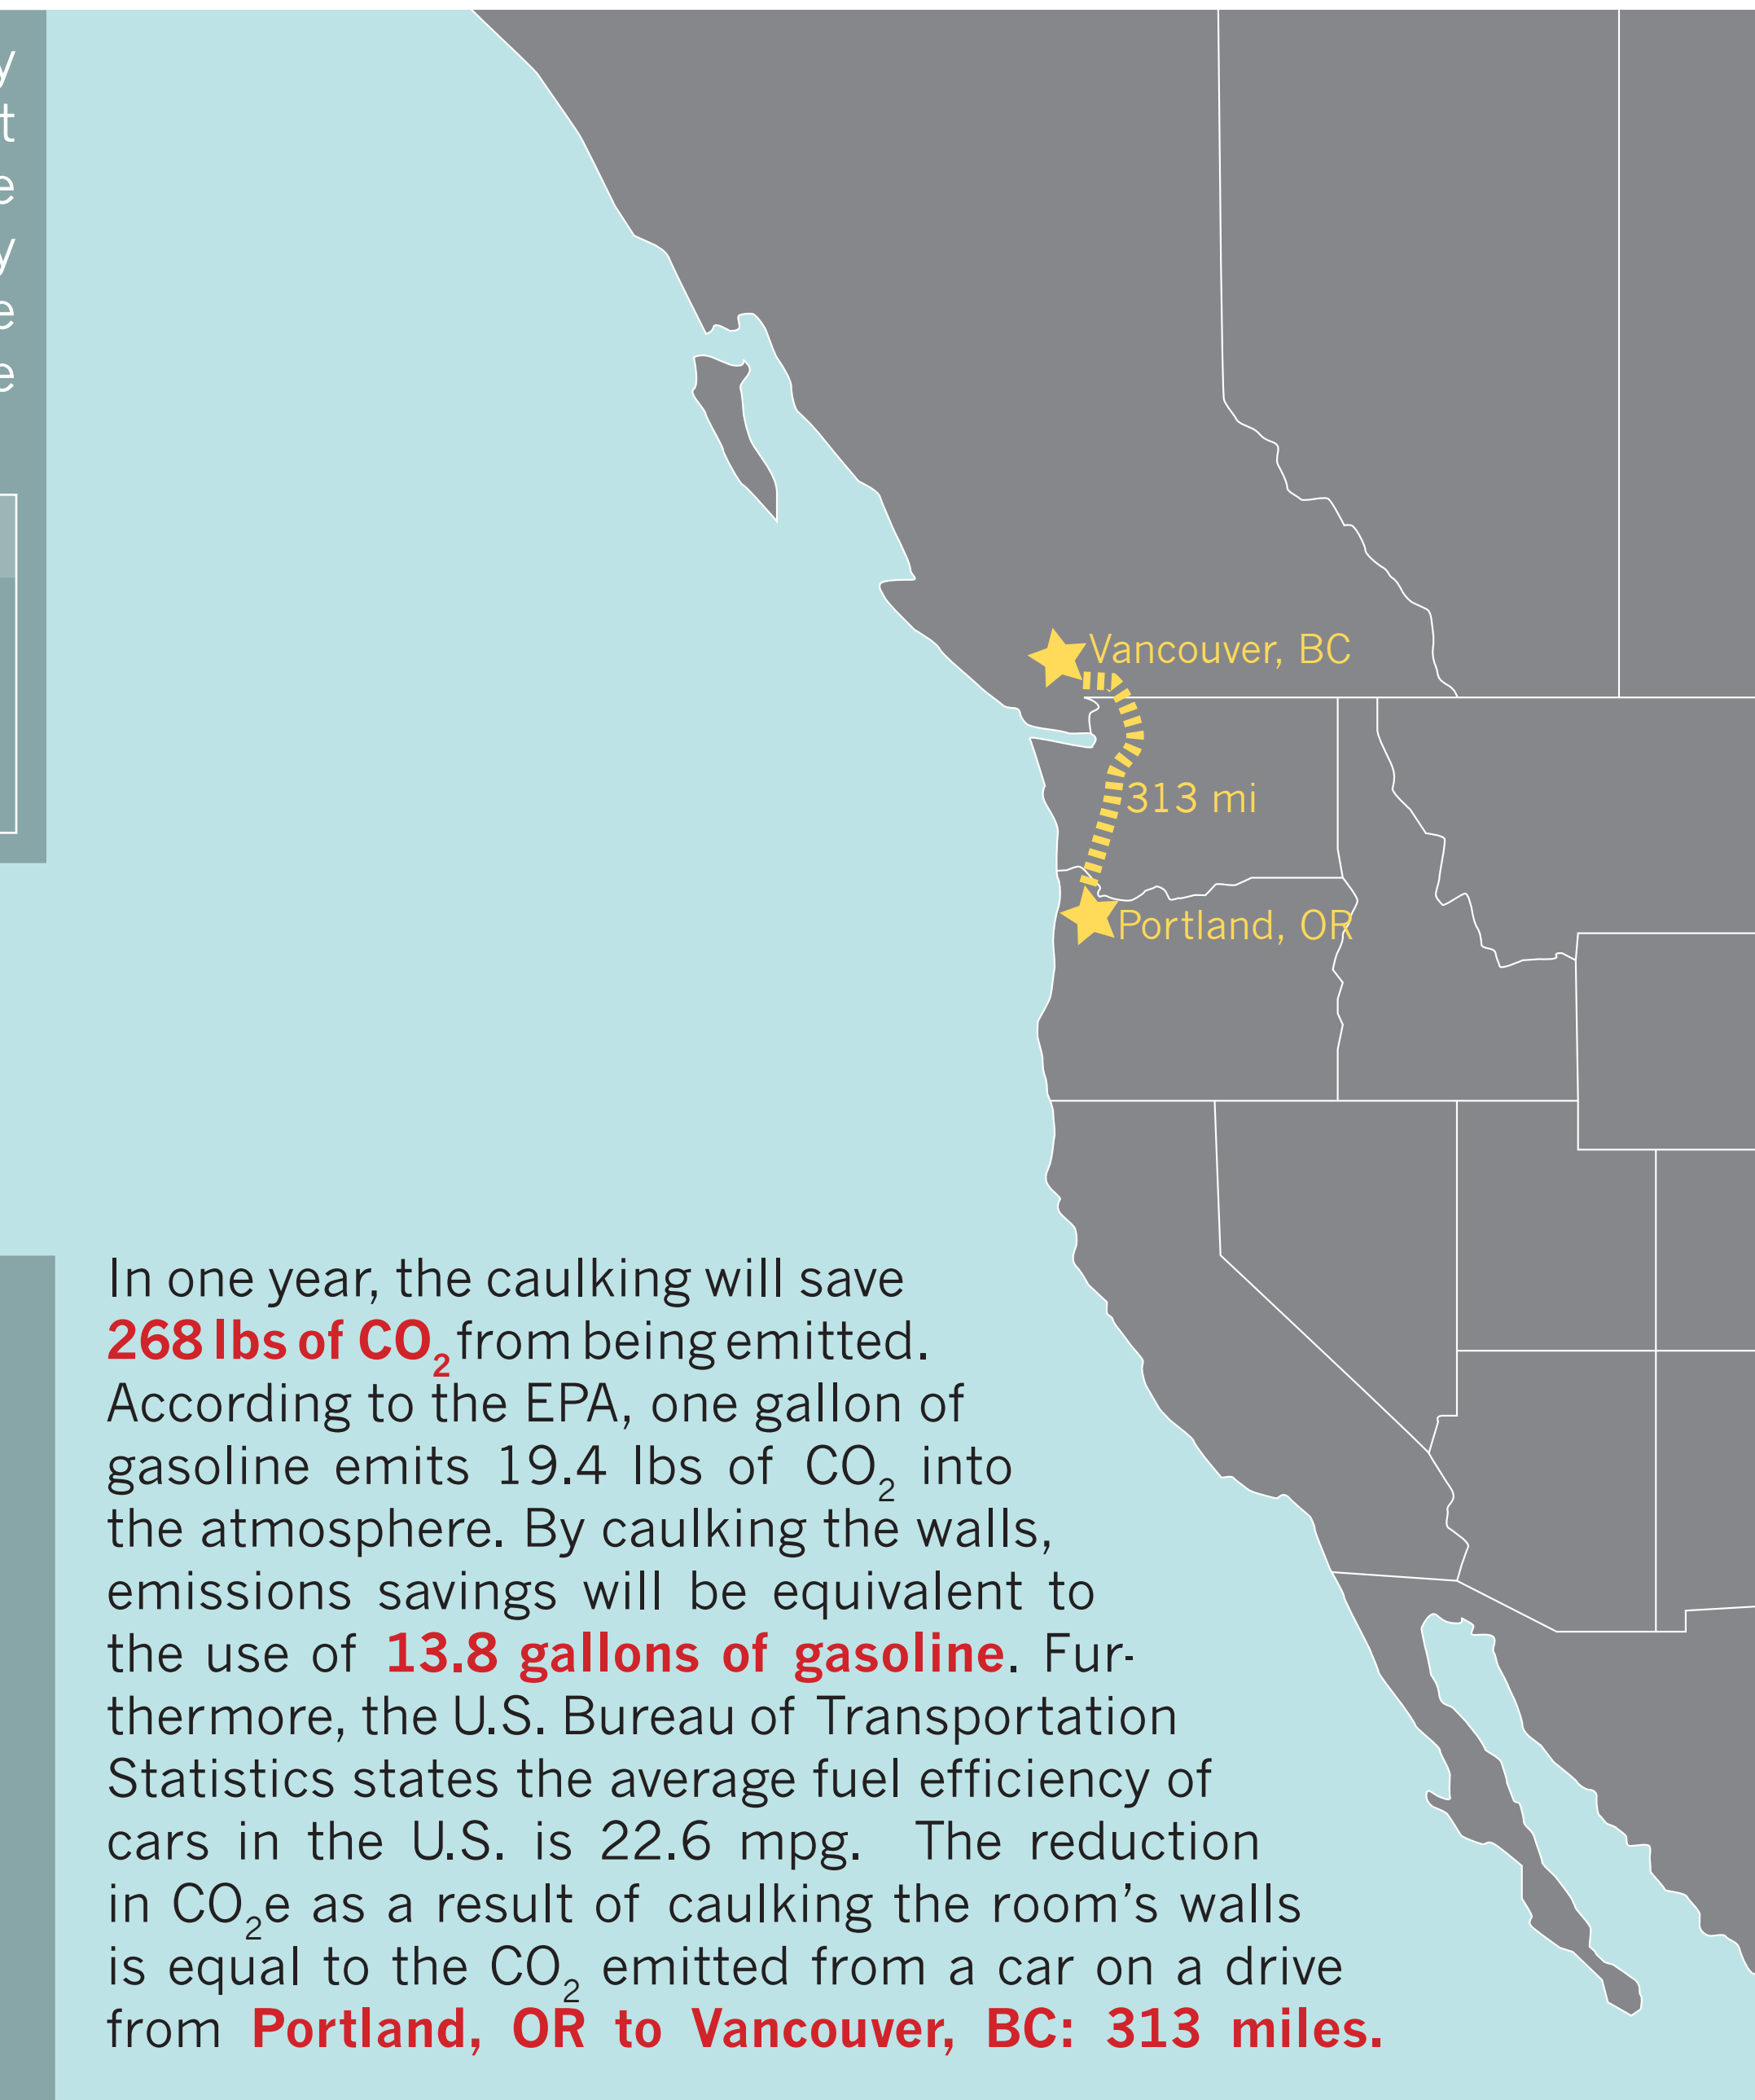 Vancouver, BC
313 mi
Portland, OR
In one year, the caulking will save
268 lbs of CO₂ from being emitted.
According to the EPA, one gallon of
gasoline emits 19.4 lbs of CO₂ into
the atmosphere. By caulking the walls,
emissions savings will be equivalent to
the use of 13.8 gallons of gasoline. Fur-
thermore, the U.S. Bureau of Transportation
Statistics states the average fuel efficiency of
cars in the U.S. is 22.6 mpg. The reduction
in CO₂e as a result of caulking the room’s walls
is equal to the CO₂ emitted from a car on a drive
from Portland, OR to Vancouver, BC: 313 miles.